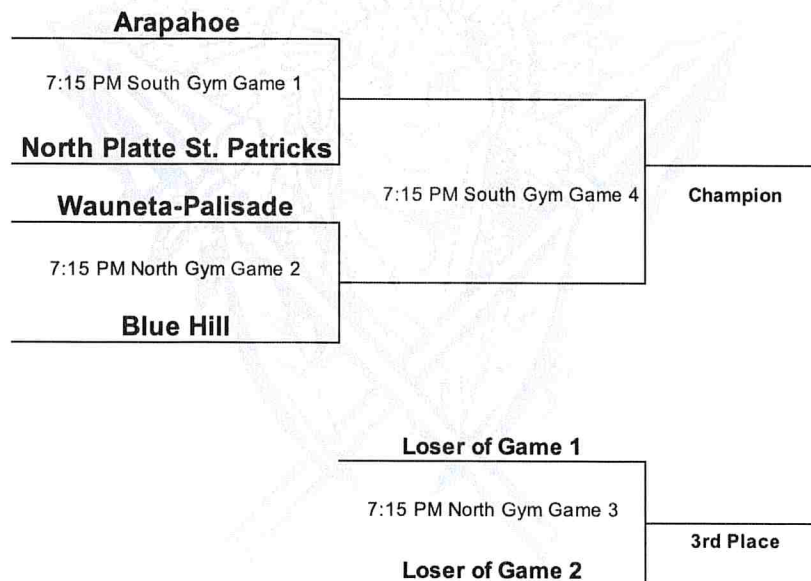 Arapahoe
7:15 PM South Gym Game 1
North Platte St. Patricks
Wauneta-Palisade
7:15 PM South Gym Game 4
Champion
7:15 PM North Gym Game 2
Blue Hill
Loser of Game 1
7:15 PM North Gym Game 3
3rd Place
Loser of Game 2